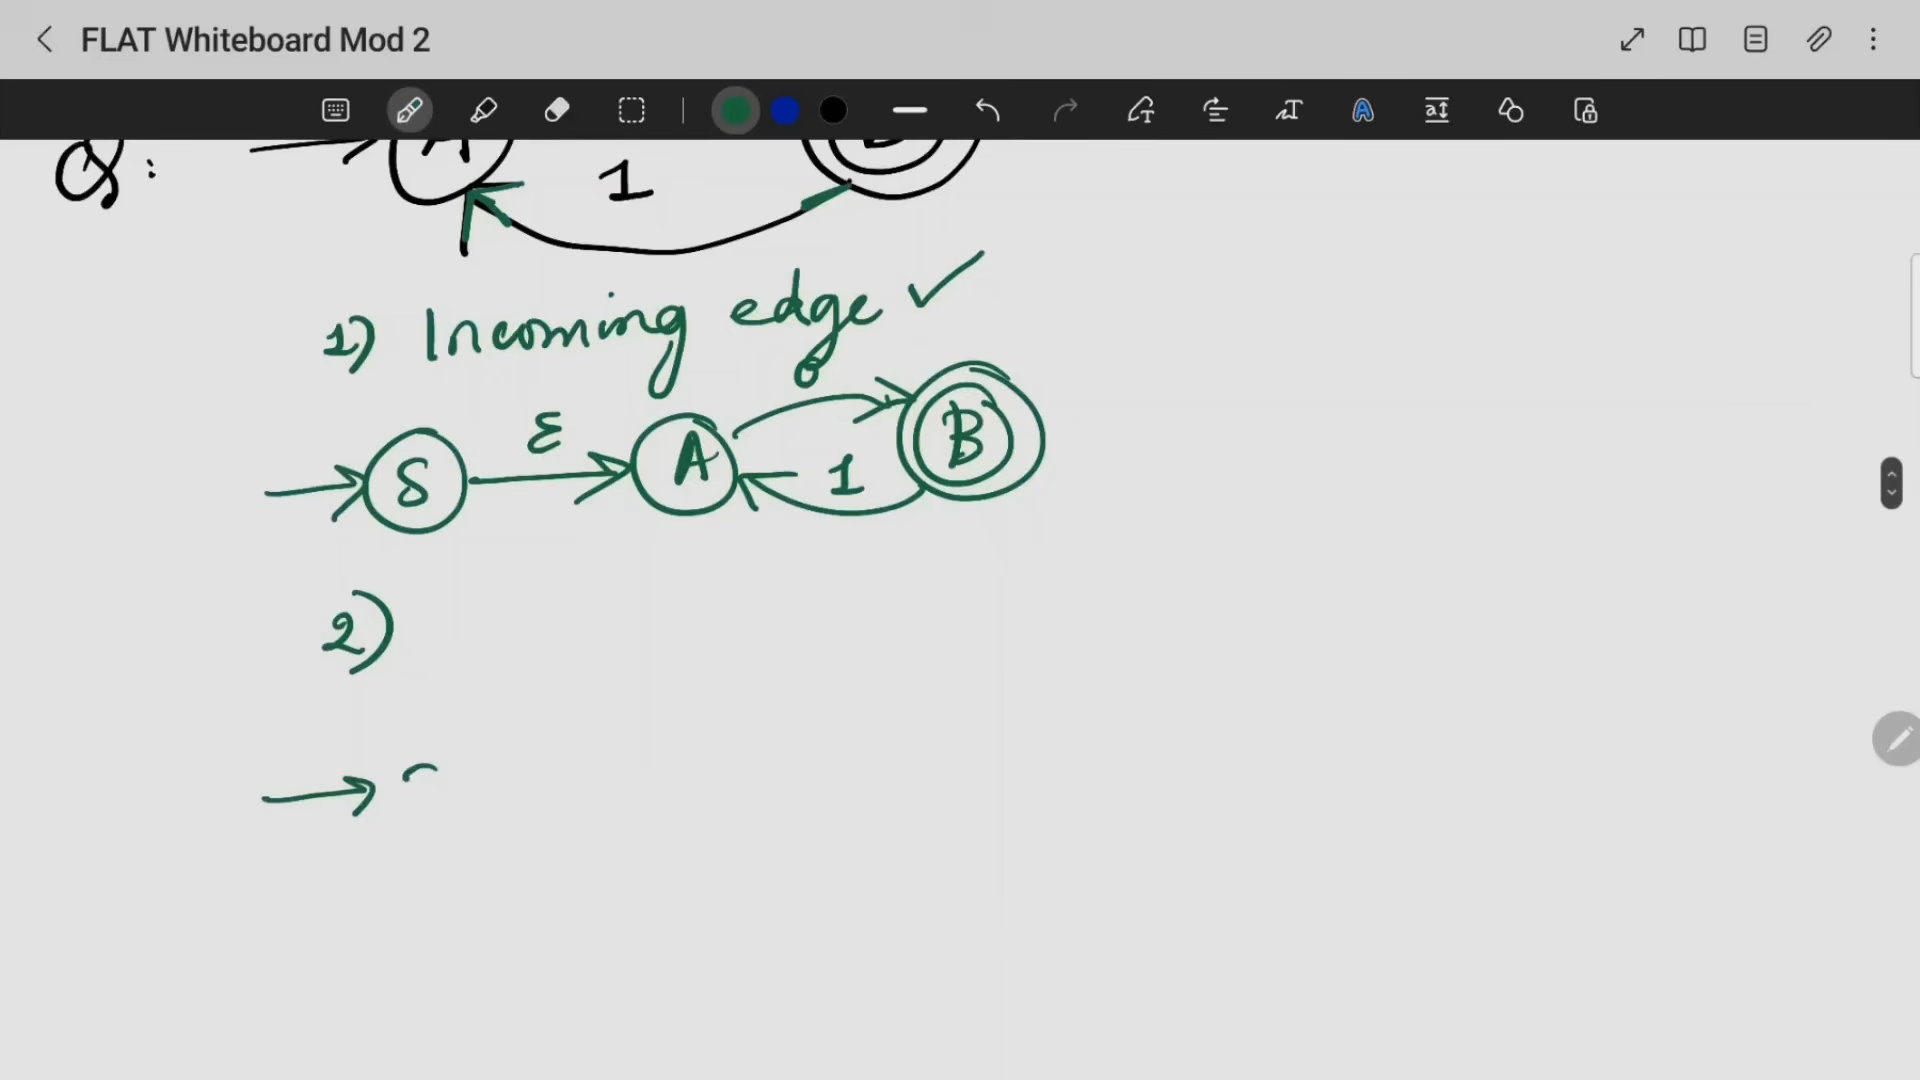 FLAT Whiteboard Mod 2
Q:
A
1
1) Incoming edge ✓
0
S ε A B
1
2)